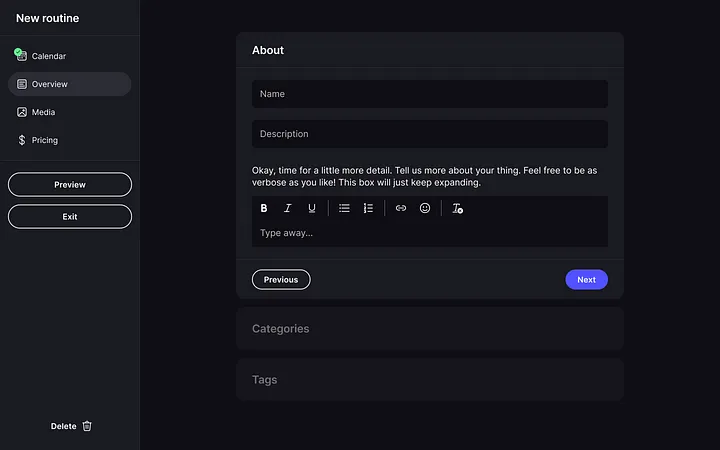 New routine
Calendar
Overview
Media
Pricing
Preview
Exit
Delete
About
Name
Description
Okay, time for a little more detail. Tell us more about your thing. Feel free to be as
verbose as you like! This box will just keep expanding.
B I U
Type away...
Previous
Next
Categories
Tags